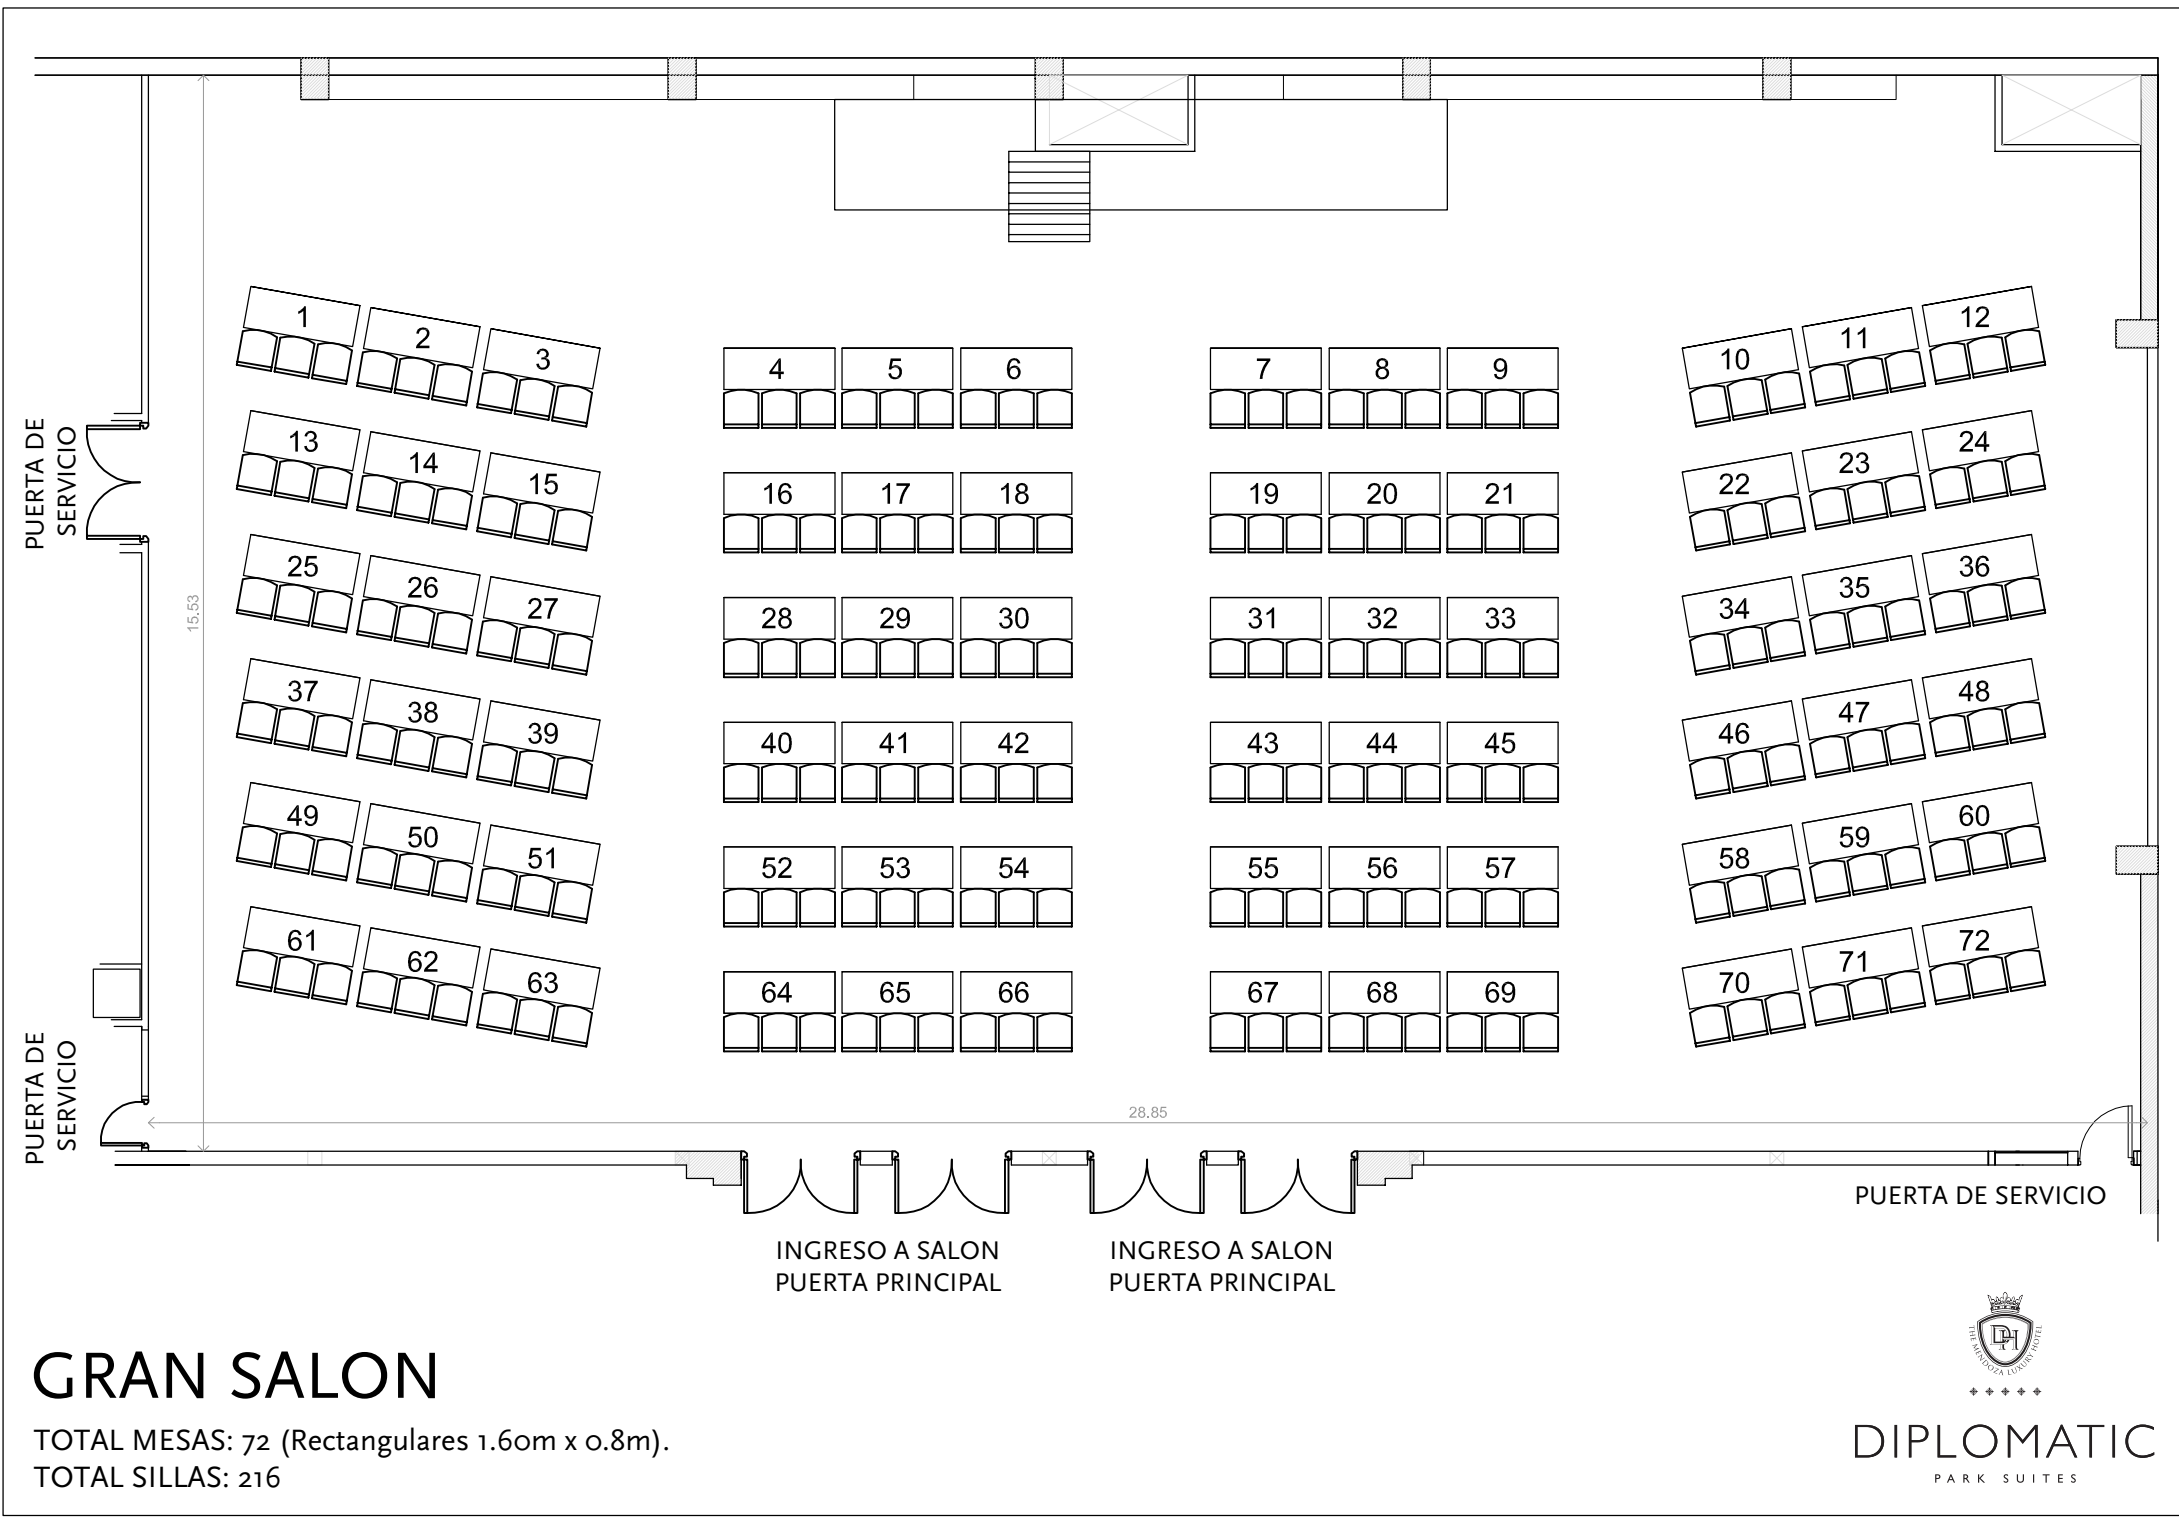 1 2 3 4 5 6 7 8 9 10 11 12
13 14 15 16 17 18 19 20 21 22 23 24
25 26 27 28 29 30 31 32 33 34 35 36
37 38 39 40 41 42 43 44 45 46 47 48
49 50 51 52 53 54 55 56 57 58 59 60
61 62 63 64 65 66 67 68 69 70 71 72
PUERTA DE
SERVICIO
15.53
PUERTA DE
SERVICIO
28.85
PUERTA DE SERVICIO
INGRESO A SALON
PUERTA PRINCIPAL
INGRESO A SALON
PUERTA PRINCIPAL
GRAN SALON
TOTAL MESAS: 72 (Rectangulares 1.60m x 0.8m).
TOTAL SILLAS: 216
DH
THE MENDOZA LUXURY HOTEL
DIPLOMATIC
PARK SUITES